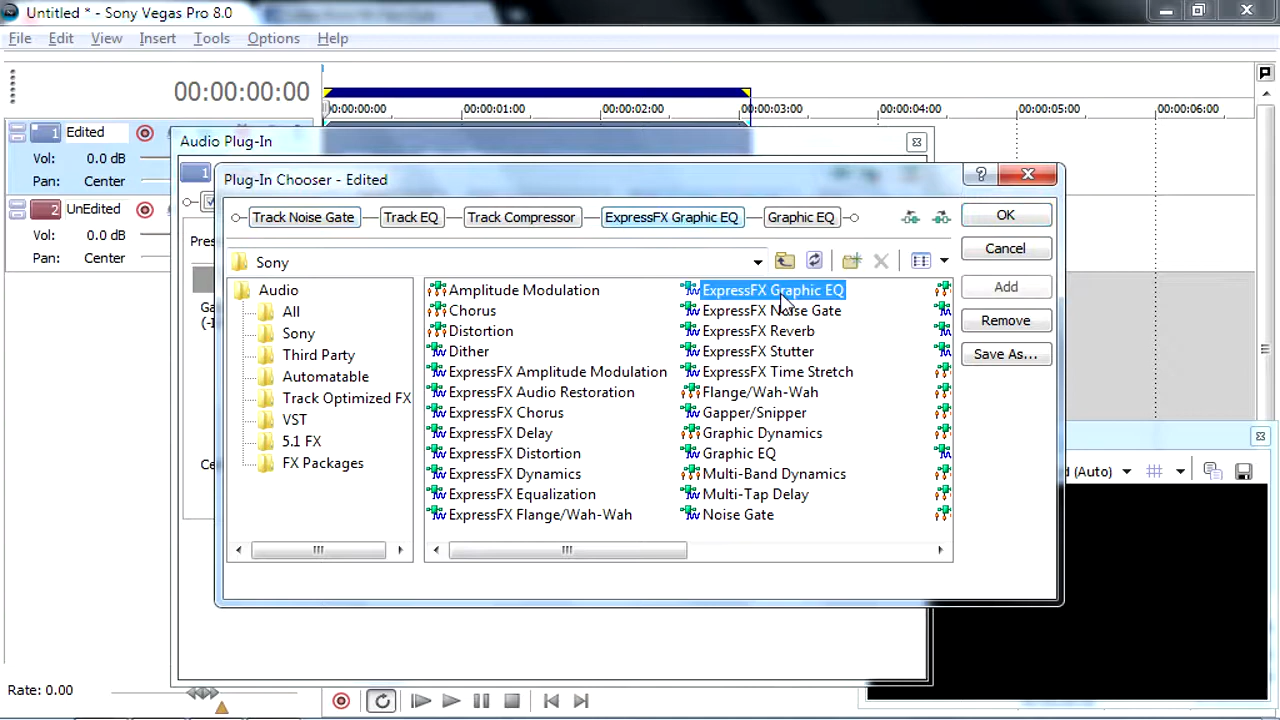 Untitled * - Sony Vegas Pro 8.0
File Edit View Insert Tools Options Help
00:00:00:00
00:00:00 00:00:01:00 00:00:02:00 00:00:03:00 00:00:04:00 00:00:05:00 00:00:06:00
1 Edited
Vol: 0.0 dB
Pan: Center
2 UnEdited
Vol: 0.0 dB
Pan: Center
Audio Plug-In
1
Plug-In Chooser - Edited
Track Noise Gate Track EQ Track Compressor ExpressFX Graphic EQ Graphic EQ
OK
Cancel
Add
Remove
Save As...
Sony
Audio
All
Sony
Third Party
Automatable
Track Optimized FX
VST
5.1 FX
FX Packages
Amplitude Modulation
Chorus
Distortion
Dither
ExpressFX Amplitude Modulation
ExpressFX Audio Restoration
ExpressFX Chorus
ExpressFX Delay
ExpressFX Distortion
ExpressFX Dynamics
ExpressFX Equalization
ExpressFX Flange/Wah-Wah
ExpressFX Graphic EQ
ExpressFX Noise Gate
ExpressFX Reverb
ExpressFX Stutter
ExpressFX Time Stretch
Flange/Wah-Wah
Gapper/Snipper
Graphic Dynamics
Graphic EQ
Multi-Band Dynamics
Multi-Tap Delay
Noise Gate
Pres
Ga
(-I
Ce
d (Auto)
Rate: 0.00